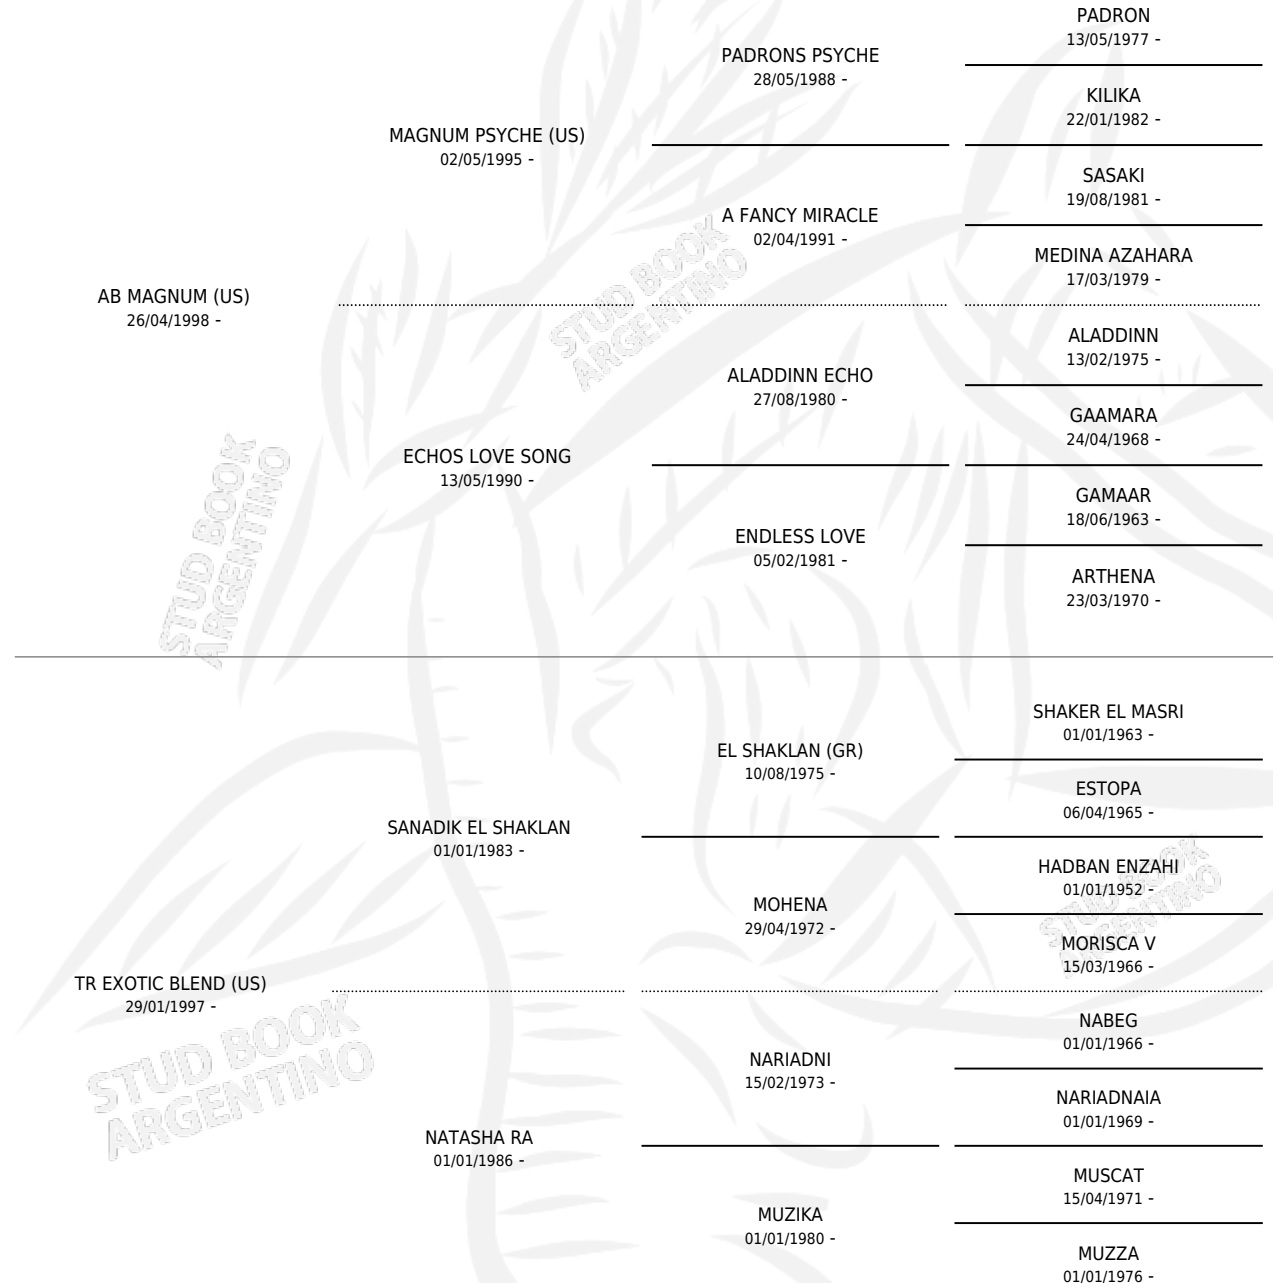 PADRON
13/05/1977 -
PADRONS PSYCHE
28/05/1988 -
KILIKA
22/01/1982 -
MAGNUM PSYCHE (US)
02/05/1995 -
SASAKI
19/08/1981 -
A FANCY MIRACLE
02/04/1991 -
MEDINA AZAHARA
17/03/1979 -
AB MAGNUM (US)
26/04/1998 -
STUD BOOK
ARGENTINO
ALADDINN
13/02/1975 -
ALADDINN ECHO
27/08/1980 -
GAAMARA
24/04/1968 -
ECHOS LOVE SONG
13/05/1990 -
GAMAAR
18/06/1963 -
ENDLESS LOVE
05/02/1981 -
ARTHENA
23/03/1970 -
STUD BOOK
ARGENTINO
SHAKER EL MASRI
01/01/1963 -
EL SHAKLAN (GR)
10/08/1975 -
ESTOPA
06/04/1965 -
SANADIK EL SHAKLAN
01/01/1983 -
HADBAN ENZAHI
01/01/1952 -
MOHENA
29/04/1972 -
MORISCA V
15/03/1966 -
STUD BOOK
ARGENTINO
TR EXOTIC BLEND (US)
29/01/1997 -
NABEG
01/01/1966 -
NARIADNI
15/02/1973 -
NARIADNAIA
01/01/1969 -
STUD BOOK
ARGENTINO
NATASHA RA
01/01/1986 -
MUSCAT
15/04/1971 -
MUZIKA
01/01/1980 -
MUZZA
01/01/1976 -